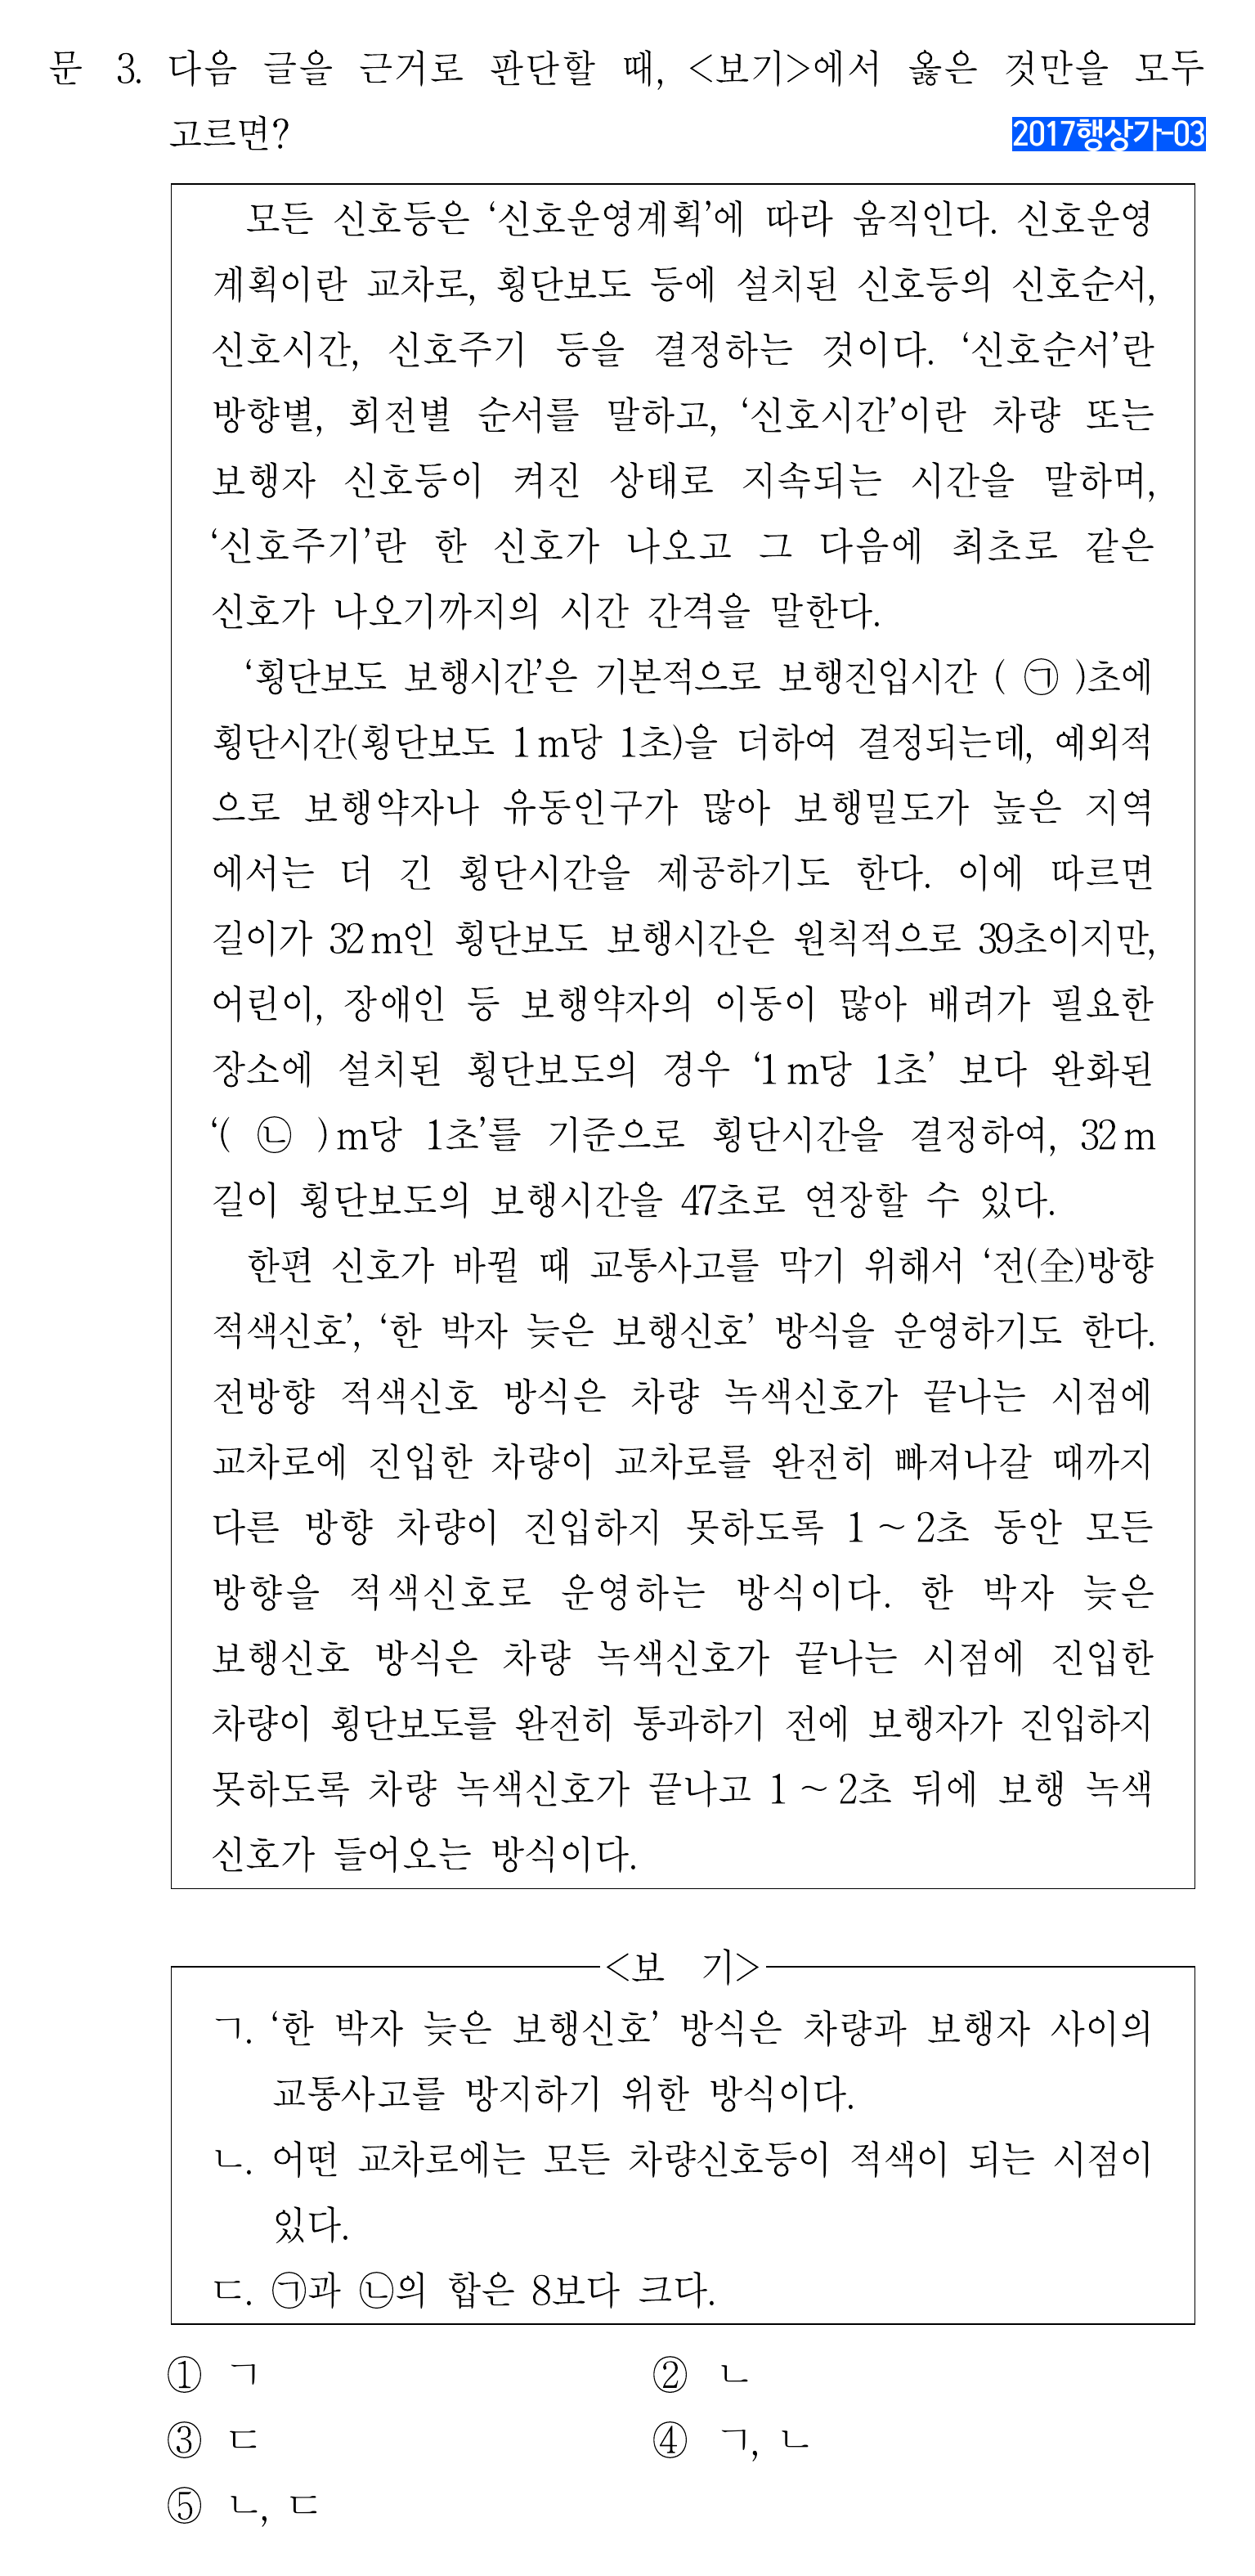 문 3. 다음 글을 근거로 판단할 때, <보기>에서 옳은 것만을 모두
고르면?
2017행상가-03
모든 신호등은 ‘신호운영계획’에 따라 움직인다. 신호운영
계획이란 교차로, 횡단보도 등에 설치된 신호등의 신호순서,
신호시간, 신호주기 등을 결정하는 것이다. ‘신호순서’란
방향별, 회전별 순서를 말하고, ‘신호시간’이란 차량 또는
보행자 신호등이 켜진 상태로 지속되는 시간을 말하며,
‘신호주기’란 한 신호가 나오고 그 다음에 최초로 같은
신호가 나오기까지의 시간 간격을 말한다.
‘횡단보도 보행시간’은 기본적으로 보행진입시간 ( ㉠ )초에
횡단시간(횡단보도 1m당 1초)을 더하여 결정되는데, 예외적
으로 보행약자나 유동인구가 많아 보행밀도가 높은 지역
에서는 더 긴 횡단시간을 제공하기도 한다. 이에 따르면
길이가 32m인 횡단보도 보행시간은 원칙적으로 39초이지만,
어린이, 장애인 등 보행약자의 이동이 많아 배려가 필요한
장소에 설치된 횡단보도의 경우 ‘1m당 1초’ 보다 완화된
‘( ㉡ )m당 1초’를 기준으로 횡단시간을 결정하여, 32m
길이 횡단보도의 보행시간을 47초로 연장할 수 있다.
한편 신호가 바뀔 때 교통사고를 막기 위해서 ‘전(全)방향
적색신호’, ‘한 박자 늦은 보행신호’ 방식을 운영하기도 한다.
전방향 적색신호 방식은 차량 녹색신호가 끝나는 시점에
교차로에 진입한 차량이 교차로를 완전히 빠져나갈 때까지
다른 방향 차량이 진입하지 못하도록 1 ~ 2초 동안 모든
방향을 적색신호로 운영하는 방식이다. 한 박자 늦은
보행신호 방식은 차량 녹색신호가 끝나는 시점에 진입한
차량이 횡단보도를 완전히 통과하기 전에 보행자가 진입하지
못하도록 차량 녹색신호가 끝나고 1 ~ 2초 뒤에 보행 녹색
신호가 들어오는 방식이다.
<보 기>
ㄱ. ‘한 박자 늦은 보행신호’ 방식은 차량과 보행자 사이의
교통사고를 방지하기 위한 방식이다.
ㄴ. 어떤 교차로에는 모든 차량신호등이 적색이 되는 시점이
있다.
ㄷ. ㉠과 ㉡의 합은 8보다 크다.
① ㄱ ② ㄴ
③ ㄷ ④ ㄱ, ㄴ
⑤ ㄴ, ㄷ